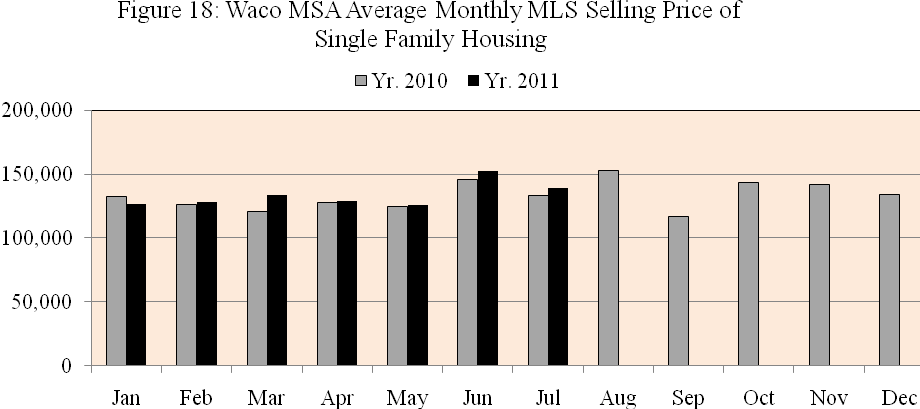 Figure 18: Waco MSA Average Monthly MLS Selling Price of
Single Family Housing
Yr. 2010 Yr. 2011
200,000
150,000
100,000
50,000
0
Jan Feb Mar Apr May Jun Jul Aug Sep Oct Nov Dec